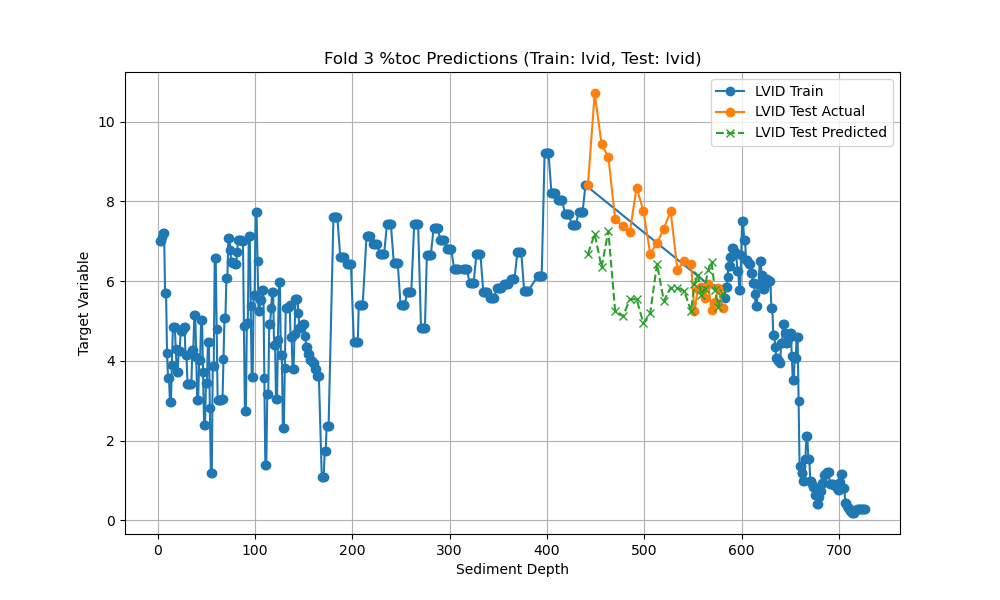 Fold 3 %toc Predictions (Train: lvid, Test: lvid)
LVID Train
LVID Test Actual
LVID Test Predicted
Target Variable
10
8
6
4
2
0
0 100 200 300 400 500 600 700
Sediment Depth